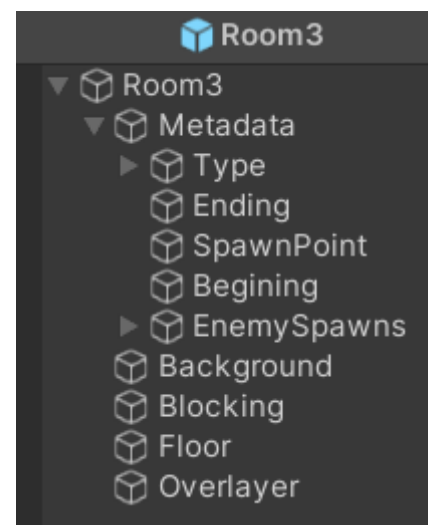 Room3
Room3
Metadata
Type
Ending
SpawnPoint
Begining
EnemySpawns
Background
Blocking
Floor
Overlayer